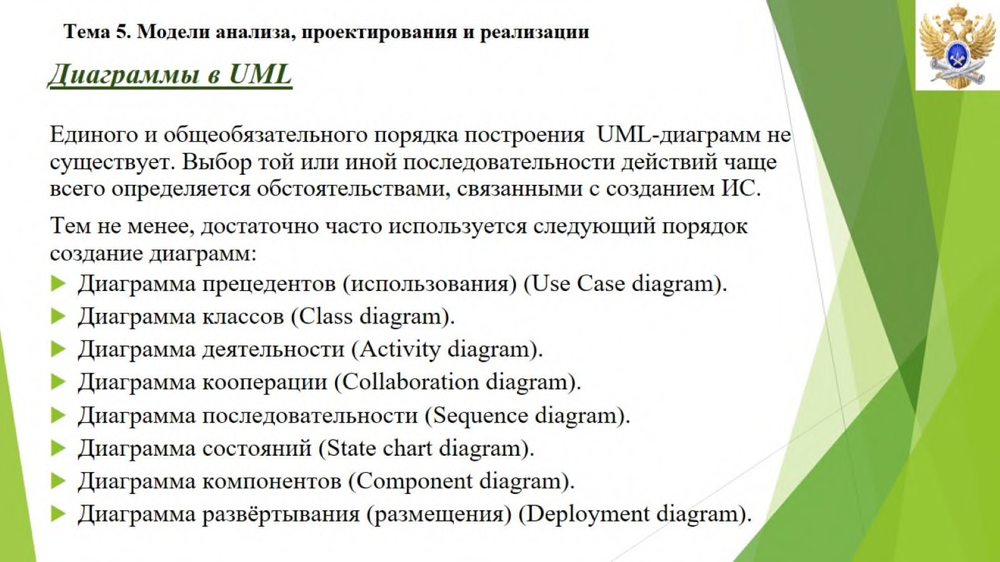 Тема 5. Модели анализа, проектирования и реализации
Диаграммы в UML
Единого и общеобязательного порядка построения UML-диаграмм не
существует. Выбор той или иной последовательности действий чаще
всего определяется обстоятельствами, связанными с созданием ИС.
Тем не менее, достаточно часто используется следующий порядок
создание диаграмм:
Диаграмма прецедентов (использования) (Use Case diagram).
Диаграмма классов (Class diagram).
Диаграмма деятельности (Activity diagram).
Диаграмма кооперации (Collaboration diagram).
Диаграмма последовательности (Sequence diagram).
Диаграмма состояний (State chart diagram).
Диаграмма компонентов (Component diagram).
Диаграмма развёртывания (размещения) (Deployment diagram).